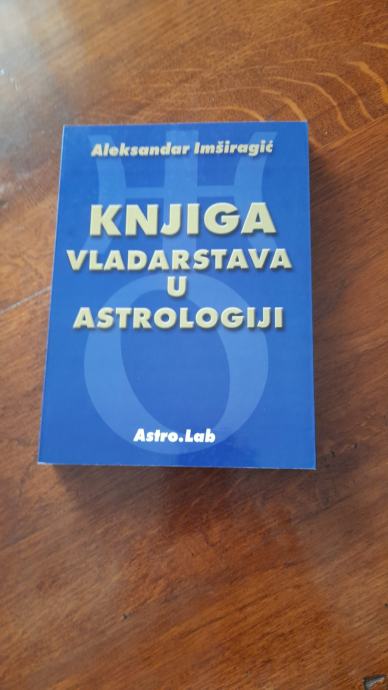 Aleksandar Imširagić
KNJIGA
VLADARSTAVA
U
ASTROLOGIJI
Astro.Lab